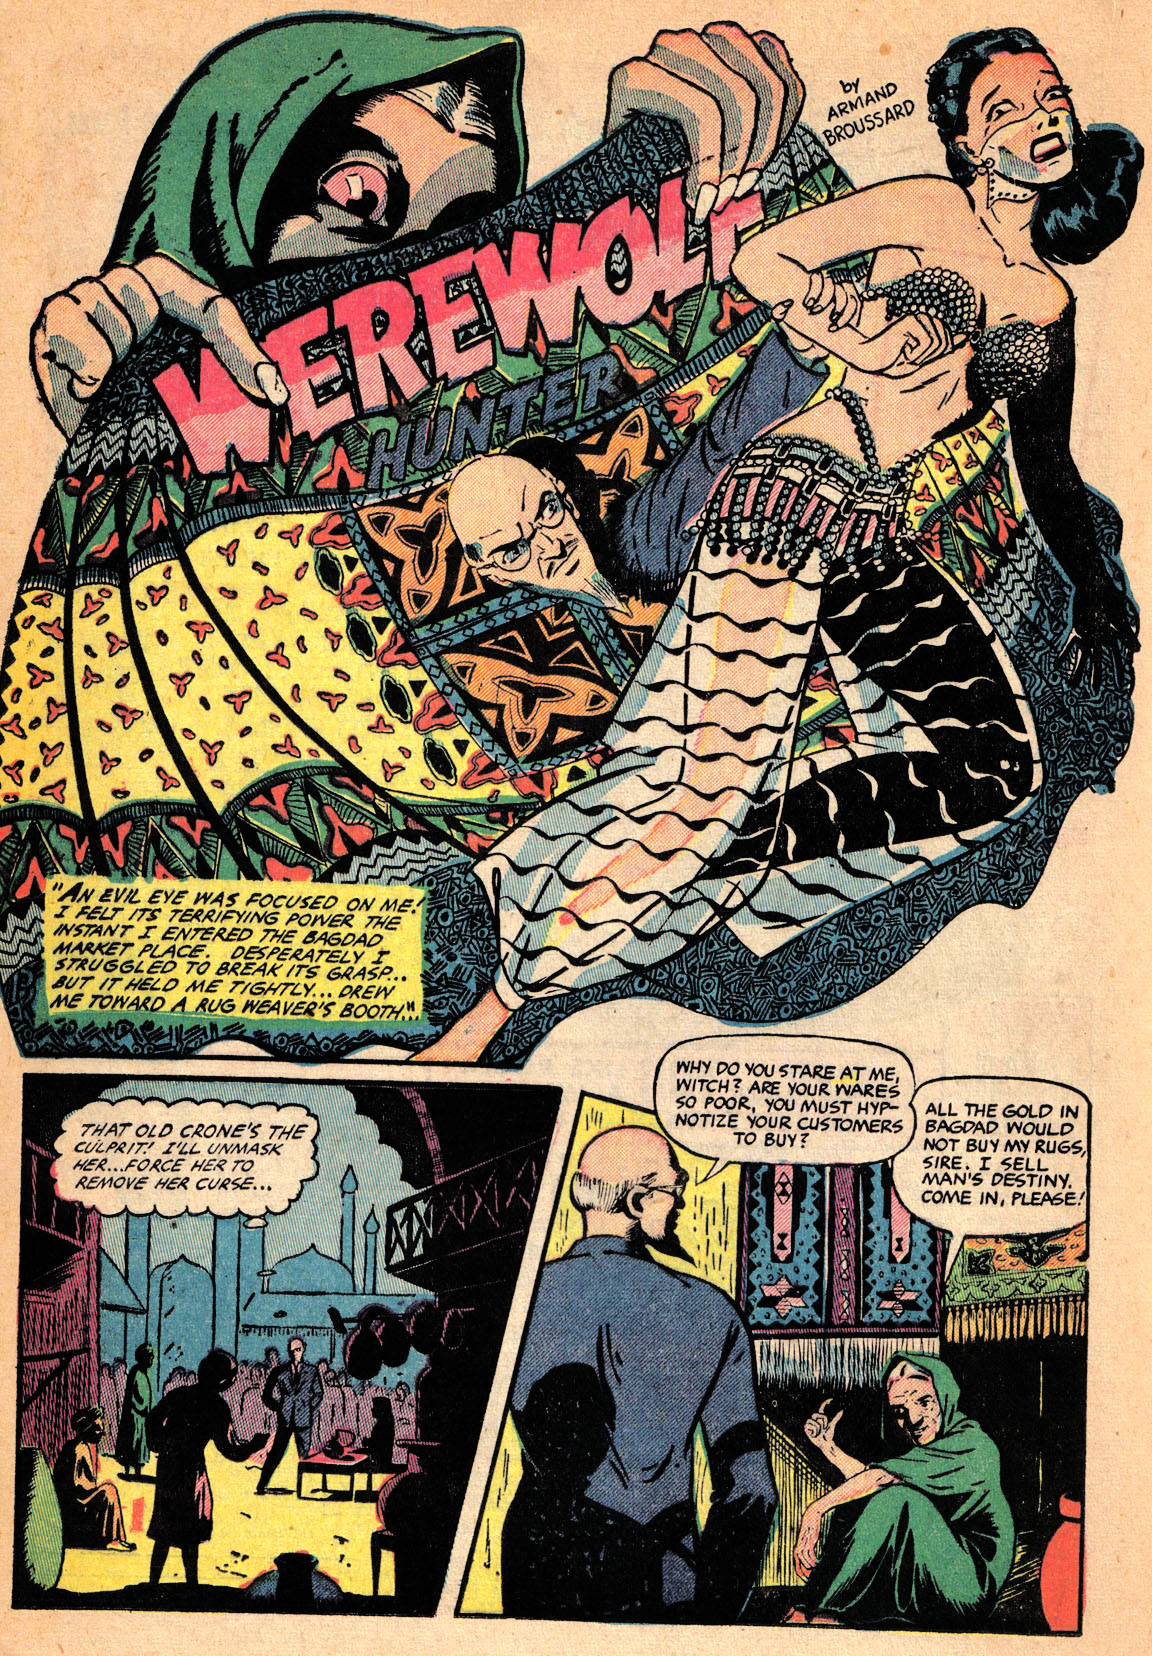 by
ARMAND
BROUSSARD
WEREWOLF
HUNTER
"AN EVIL EYE WAS FOCUSED ON ME!
I FELT ITS TERRIFYING POWER THE
INSTANT I ENTERED THE BAGDAD
MARKET PLACE. DESPERATELY I
STRUGGLED TO BREAK ITS GRASP...
BUT IT HELD ME TIGHTLY... DREW
ME TOWARD A RUG WEAVER'S BOOTH..."
THAT OLD CRONE'S THE
CULPRIT! I'LL UNMASK
HER...FORCE HER TO
REMOVE HER CURSE...
WHY DO YOU STARE AT ME,
WITCH? ARE YOUR WARES
SO POOR, YOU MUST HYP-
NOTIZE YOUR CUSTOMERS
TO BUY?
ALL THE GOLD IN
BAGDAD WOULD
NOT BUY MY RUGS,
SIRE. I SELL
MAN'S DESTINY.
COME IN, PLEASE!